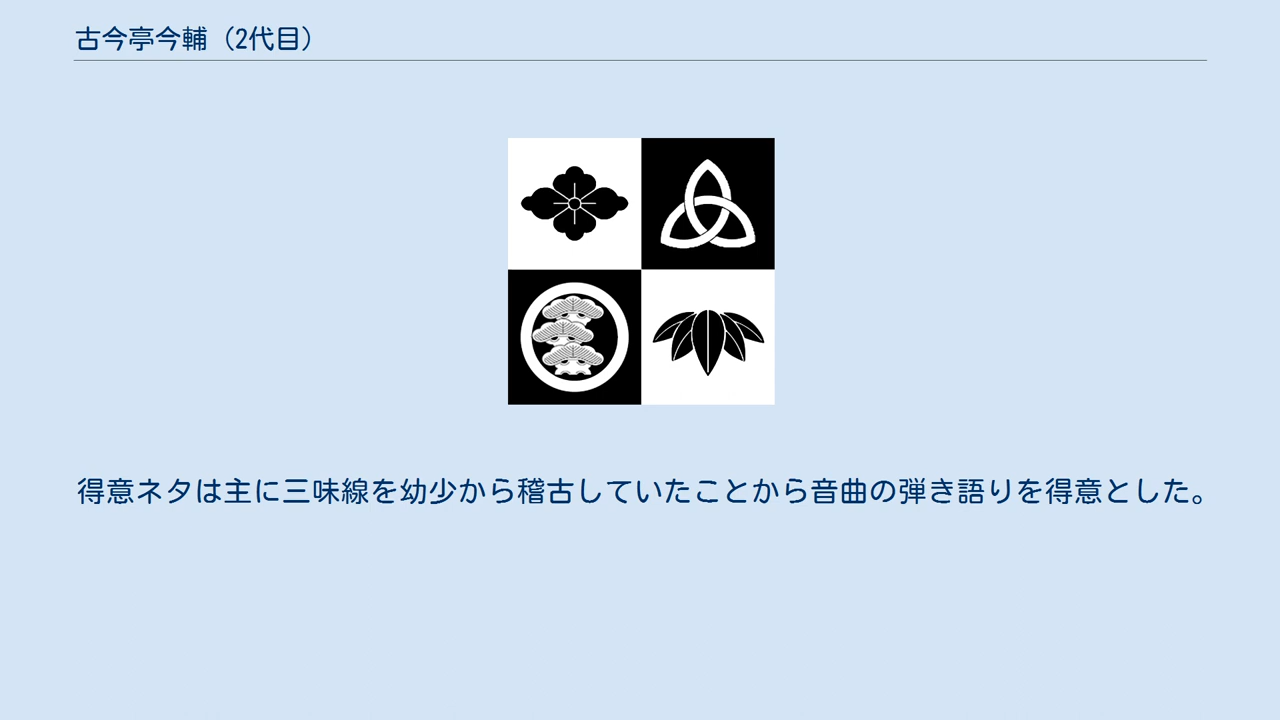 古今亭今輔（2代目）
得意ネタは主に三味線を幼少から稽古していたことから音曲の弾き語りを得意とした。